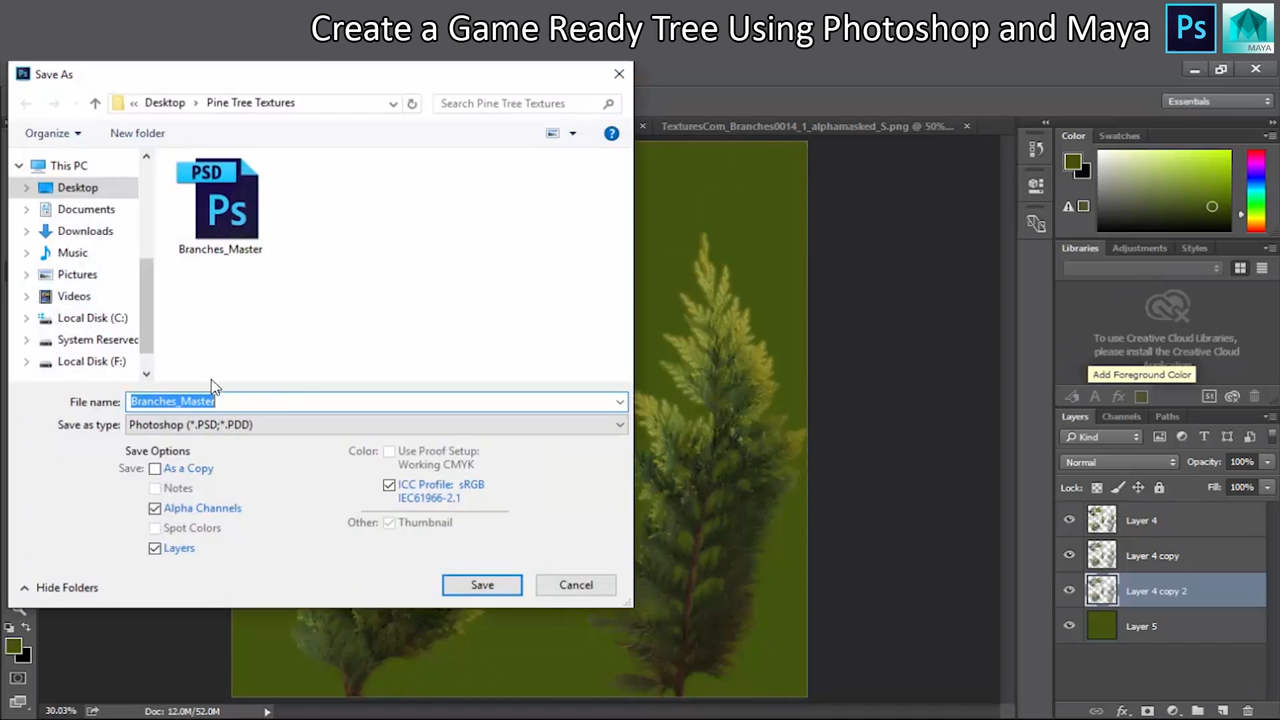 Create a Game Ready Tree Using Photoshop and Maya
Ps
MAYA
Ps Save As
« Desktop › Pine Tree Textures
Search Pine Tree Textures
Organize
New folder
This PC
Desktop
Documents
Downloads
Music
Pictures
Videos
Local Disk (C:)
System Reserved
Local Disk (F:)
PSD
Ps
Branches_Master
File name: Branches_Master
Save as type: Photoshop (*.PSD;*.PDD)
Save Options
Save: As a Copy
Notes
Alpha Channels
Spot Colors
Layers
Color: Use Proof Setup:
Working CMYK
ICC Profile: sRGB
IEC61966-2.1
Other: Thumbnail
Hide Folders
Save
Cancel
TexturesCom_Branches0014_1_alphamasked_S.png @ 50%...
Essentials
Color
Swatches
Libraries
Adjustments
Styles
To use Creative Cloud Libraries,
please install the Creative Cloud
Application
Add Foreground Color
Layers
Channels
Paths
Kind
Normal
Opacity: 100%
Lock:
Fill: 100%
Layer 4
Layer 4 copy
Layer 4 copy 2
Layer 5
30.03%
Doc: 12.0M/52.0M